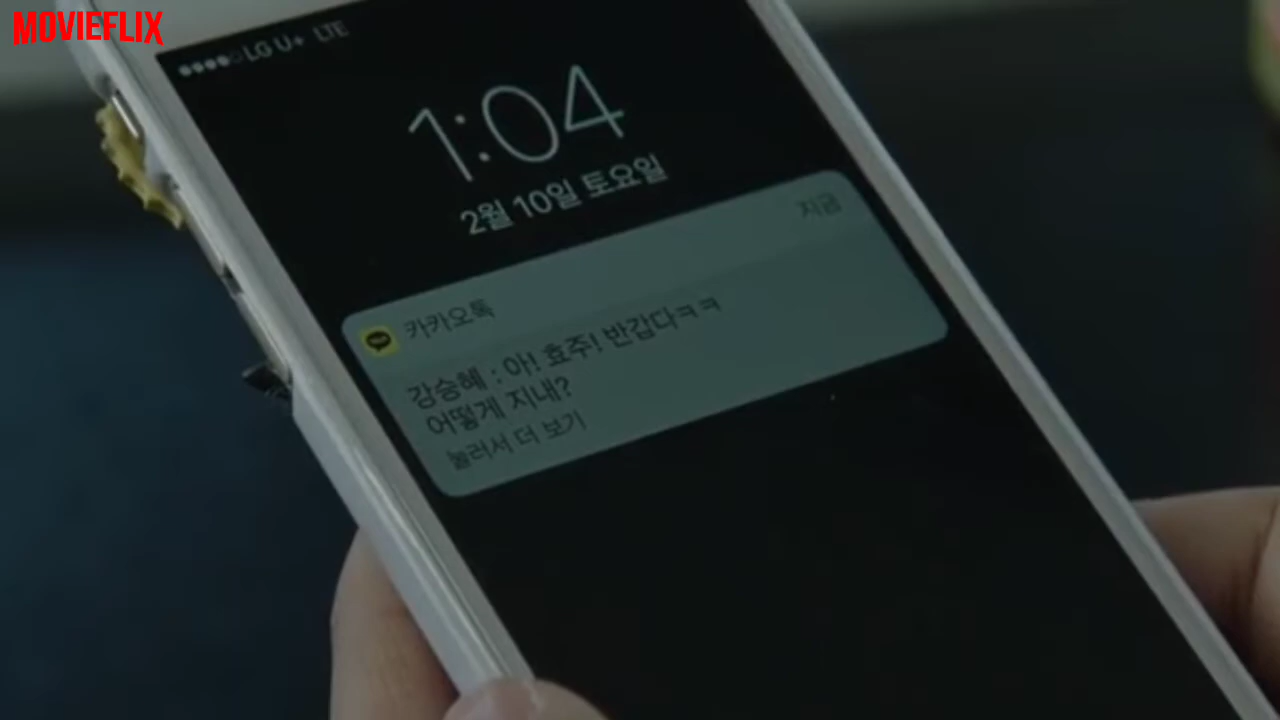 MOVIEFLIX
LG U+ LTE
1:04
2월 10일 토요일
지금
카카오톡
강승혜 : 아! 효주! 반갑다ㅋㅋ
어떻게 지내?
눌러서 더 보기